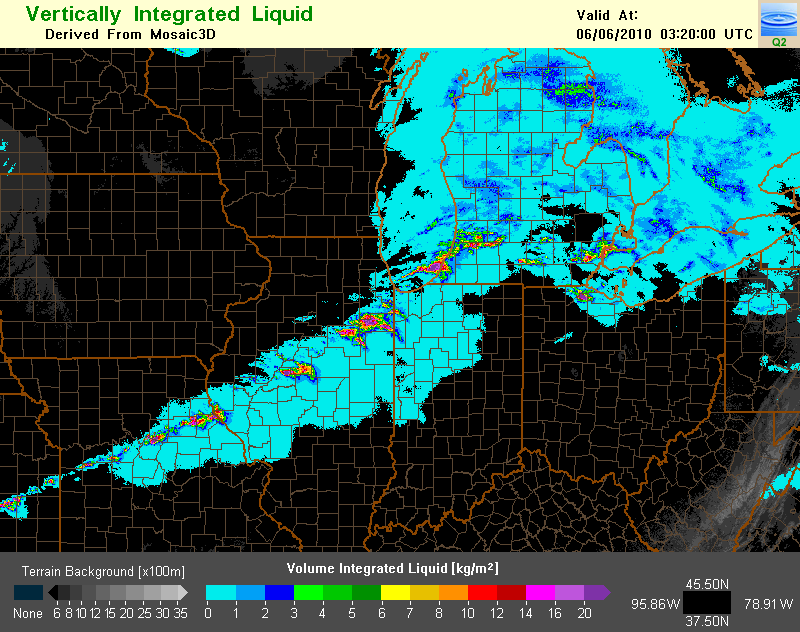 Vertically Integrated Liquid
Derived From Mosaic3D
Valid At:
06/06/2010 03:20:00 UTC
Q2
Terrain Background [x100m]
None 6 8 10 12 15 20 25 30 35
Volume Integrated Liquid [kg/m²]
0 1 2 3 4 5 6 7 8 10 12 14 16 20
45.50N
95.86W 78.91W
37.50N